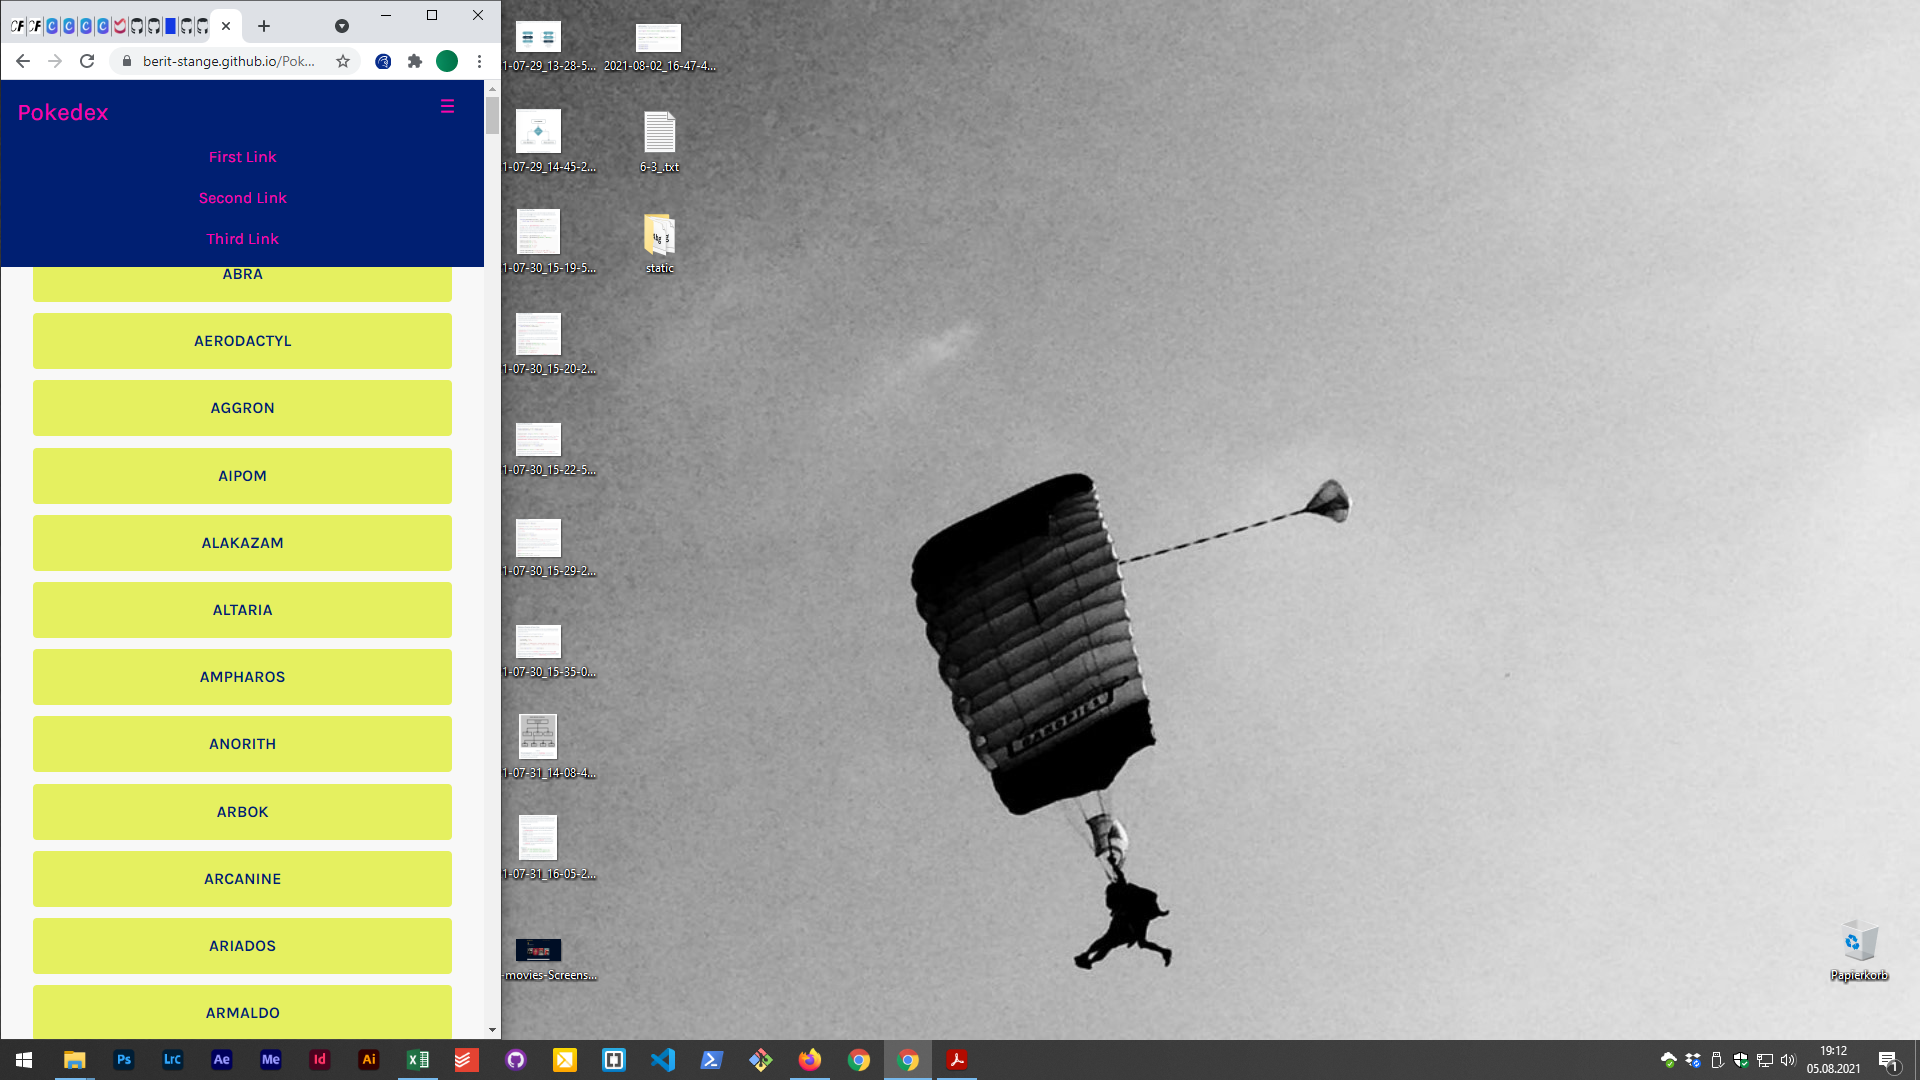 berit-stange.github.io/Pok...
Pokedex
First Link
Second Link
Third Link
ABRA
AERODACTYL
AGGRON
AIPOM
ALAKAZAM
ALTARIA
AMPHAROS
ANORITH
ARBOK
ARCANINE
ARIADOS
ARMALDO
1-07-29_13-28-5...
2021-08-02_16-47-4...
1-07-29_14-45-2...
6-3_.txt
1-07-30_15-19-5...
static
1-07-30_15-20-2...
1-07-30_15-22-5...
1-07-30_15-29-2...
1-07-30_15-35-0...
1-07-31_14-08-4...
1-07-31_16-05-2...
-movies-Screens...
Papierkorb
Ps
Lrc
Ae
Me
Id
Ai
19:12
05.08.2021
1